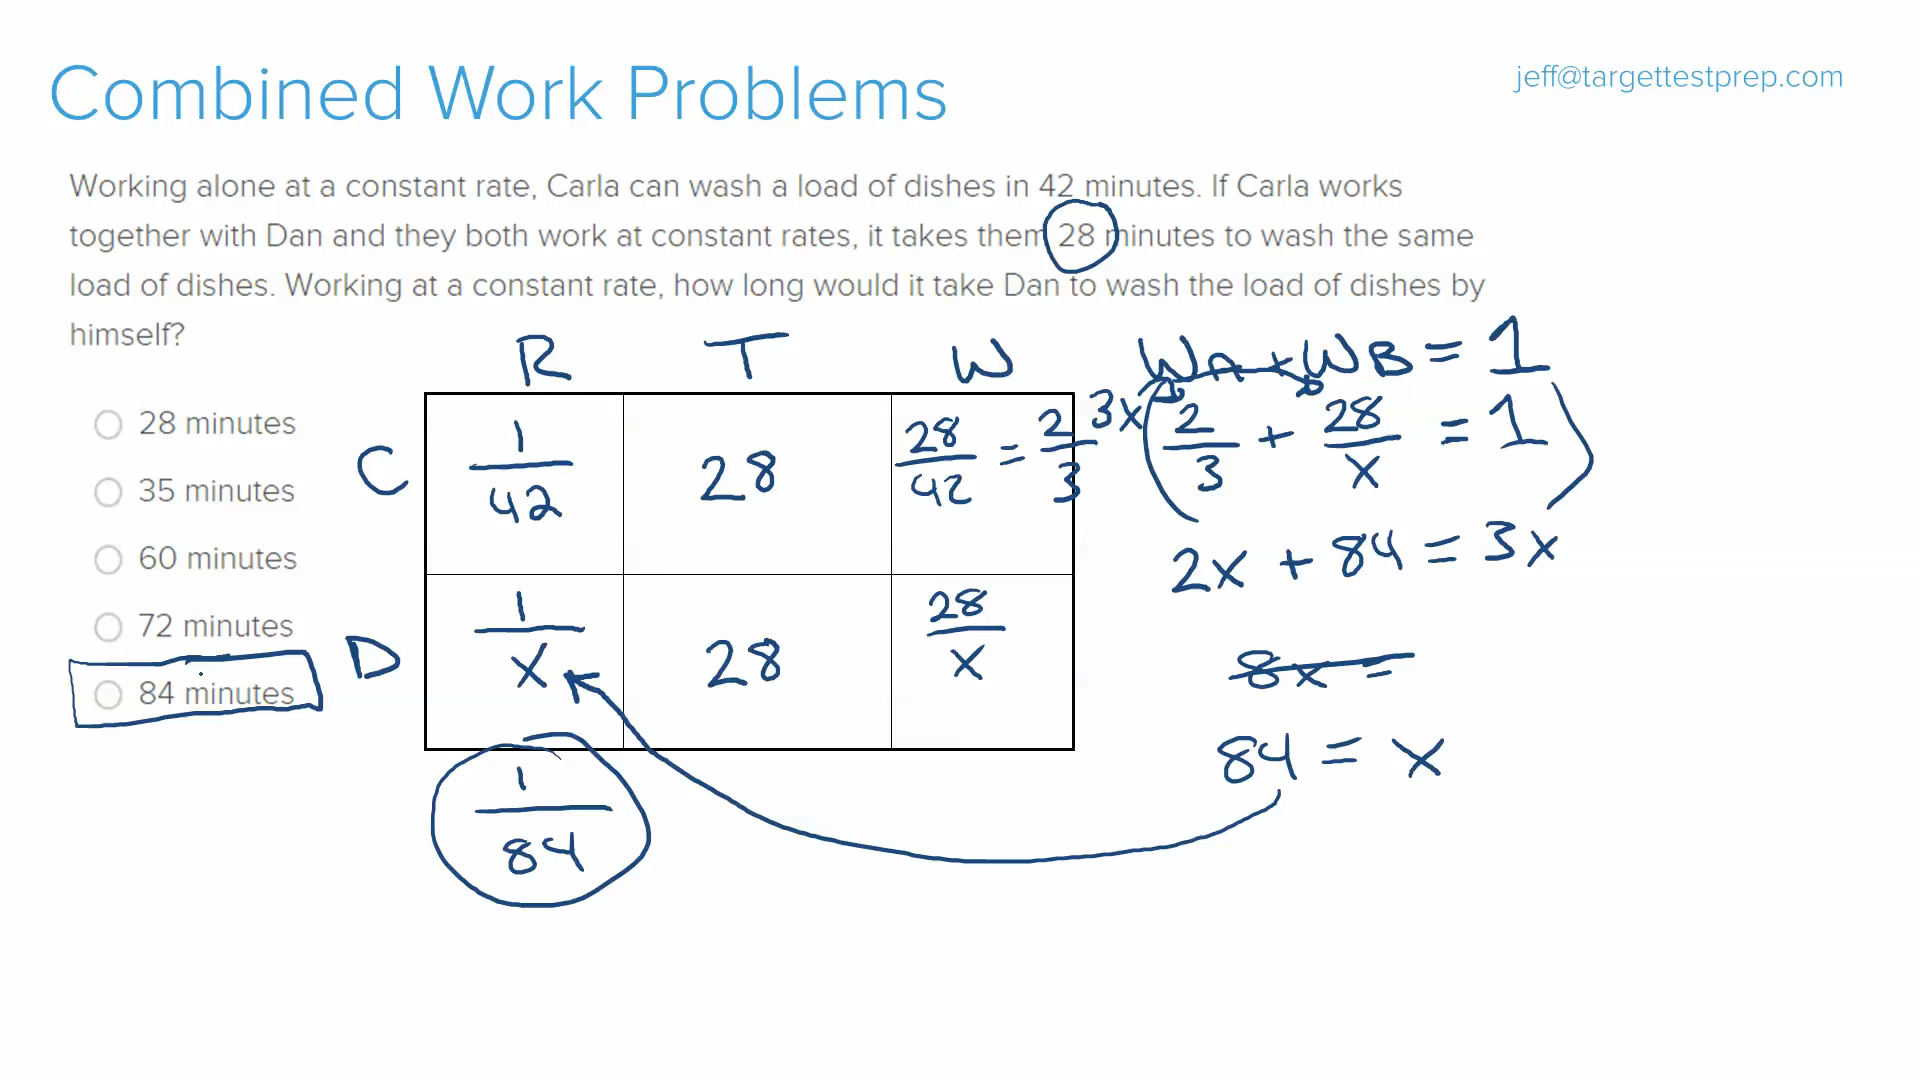 Combined Work Problems
jeff@targettestprep.com
Working alone at a constant rate, Carla can wash a load of dishes in 42 minutes. If Carla works
together with Dan and they both work at constant rates, it takes them 28 minutes to wash the same
load of dishes. Working at a constant rate, how long would it take Dan to wash the load of dishes by
himself?
28 minutes
35 minutes
60 minutes
72 minutes
84 minutes
R T W
C 1/42 28 28/42 = 2/3
D 1/x 28 28/x
1/84
WA + WB = 1
3x (2/3 + 28/x = 1)
2x + 84 = 3x
8x =
84 = x